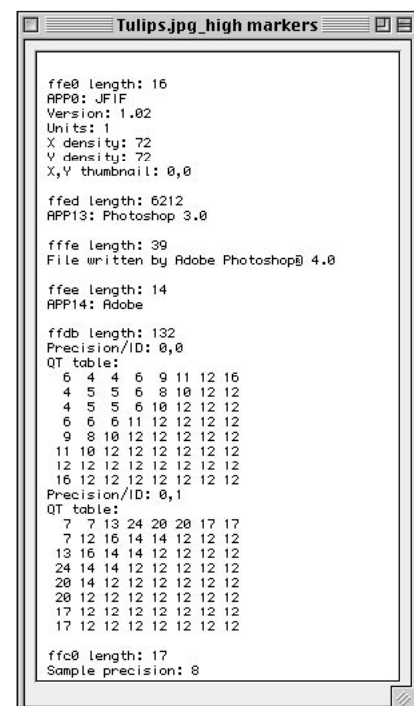 Tulips.jpg_high markers
ffe0 length: 16
APP0: JFIF
Version: 1.02
Units: 1
X density: 72
Y density: 72
X,Y thumbnail: 0,0
ffed length: 6212
APP13: Photoshop 3.0
fffe length: 39
File written by Adobe Photoshop® 4.0
ffee length: 14
APP14: Adobe
ffdb length: 132
Precision/ID: 0,0
QT table:
6 4 4 6 9 11 12 16
4 5 5 6 8 10 12 12
4 5 5 6 10 12 12 12
6 6 6 11 12 12 12 12
9 8 10 12 12 12 12 12
11 10 12 12 12 12 12 12
12 12 12 12 12 12 12 12
16 12 12 12 12 12 12 12
Precision/ID: 0,1
QT table:
7 7 13 24 20 20 17 17
7 12 16 14 14 12 12 12
13 16 14 14 12 12 12 12
24 14 14 12 12 12 12 12
20 14 12 12 12 12 12 12
20 12 12 12 12 12 12 12
17 12 12 12 12 12 12 12
17 12 12 12 12 12 12 12
ffc0 length: 17
Sample precision: 8